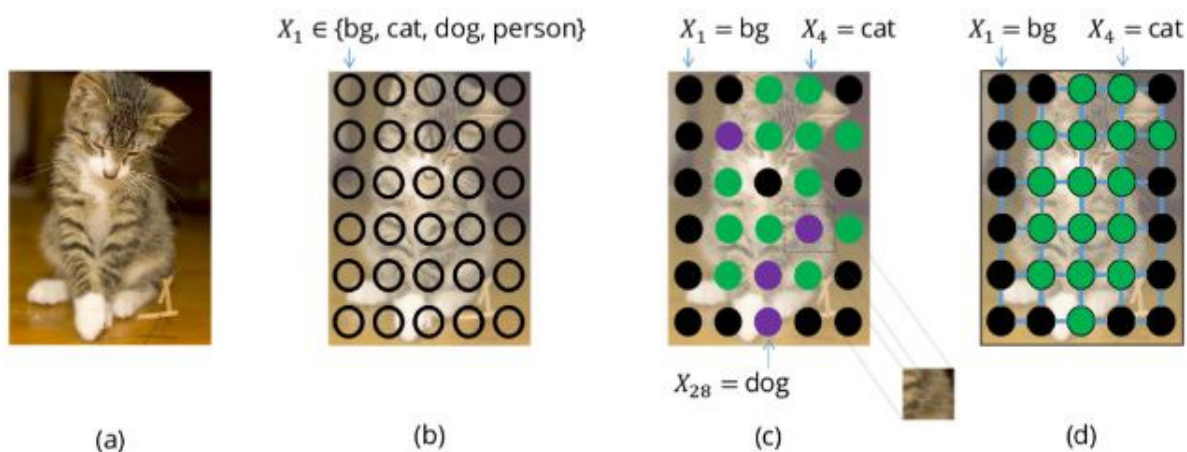 X₁ ∈ {bg, cat, dog, person}
X₁ = bg
X₄ = cat
X₁ = bg
X₄ = cat
X₂₈ = dog
(a)
(b)
(c)
(d)